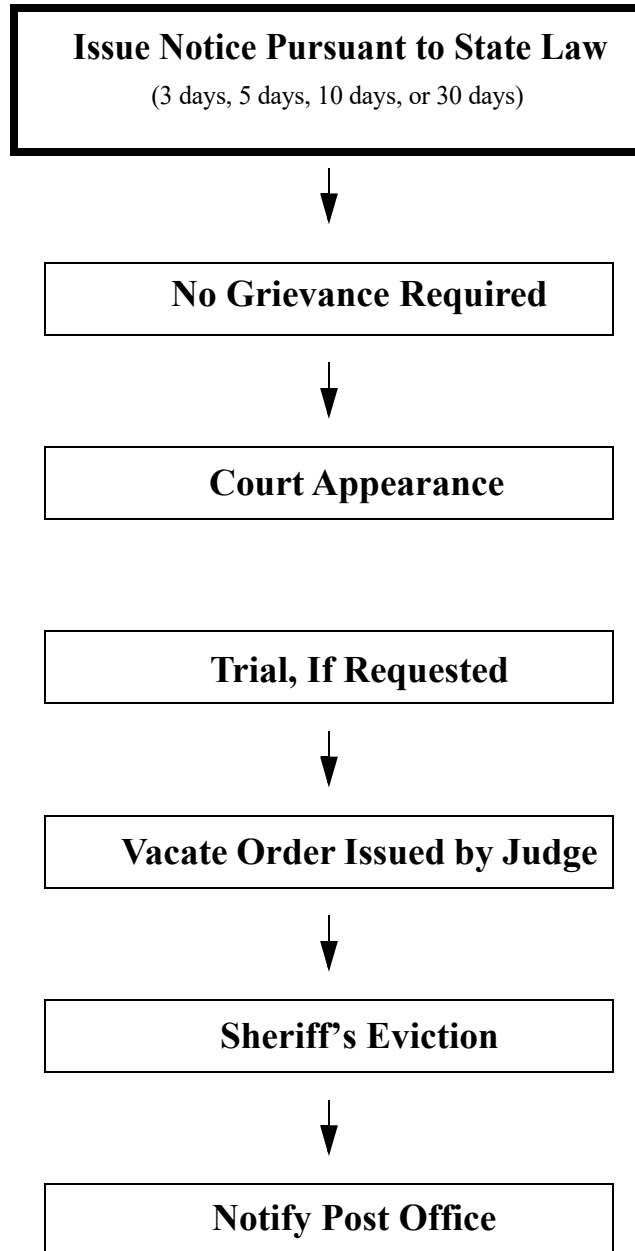 Issue Notice Pursuant to State Law
(3 days, 5 days, 10 days, or 30 days)
No Grievance Required
Court Appearance
Trial, If Requested
Vacate Order Issued by Judge
Sheriff’s Eviction
Notify Post Office